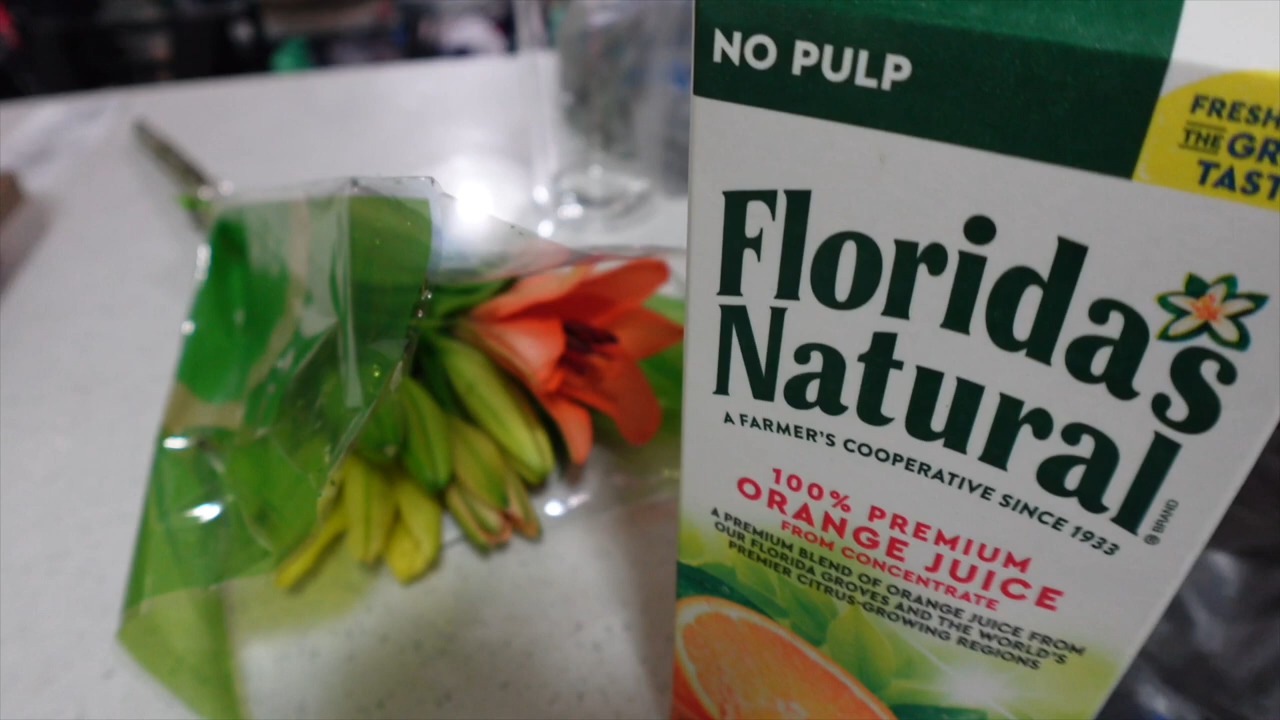 NO PULP
FRESH
THE GR
TAST
Florida's
Natural
® BRAND
A FARMER'S COOPERATIVE SINCE 1933
100% PREMIUM
ORANGE JUICE
FROM CONCENTRATE
A PREMIUM BLEND OF ORANGE JUICE FROM
OUR FLORIDA GROVES AND THE WORLD'S
PREMIER CITRUS-GROWING REGIONS